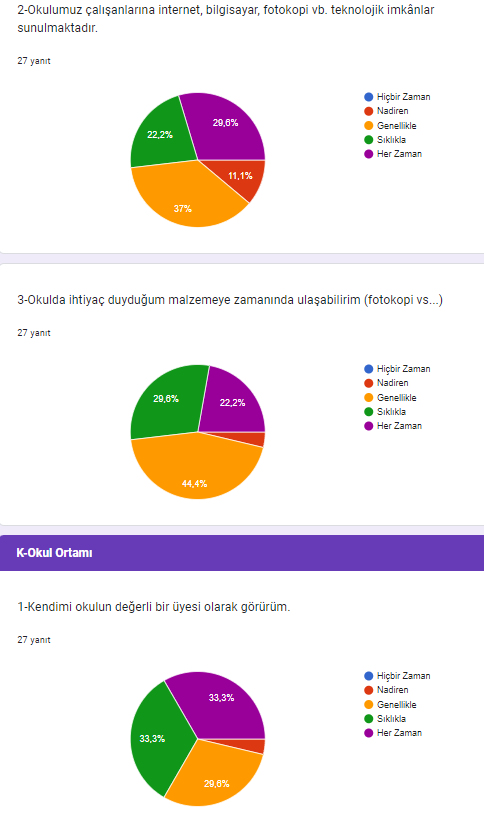 2-Okulumuz çalışanlarına internet, bilgisayar, fotokopi vb. teknolojik imkânlar
sunulmaktadır.
27 yanıt
29,6%
22,2%
11,1%
37%
Hiçbir Zaman
Nadiren
Genellikle
Sıklıkla
Her Zaman
3-Okulda ihtiyaç duyduğum malzemeye zamanında ulaşabilirim (fotokopi vs...)
27 yanıt
29,6%
22,2%
44,4%
Hiçbir Zaman
Nadiren
Genellikle
Sıklıkla
Her Zaman
K-Okul Ortamı
1-Kendimi okulun değerli bir üyesi olarak görürüm.
27 yanıt
33,3%
33,3%
29,6%
Hiçbir Zaman
Nadiren
Genellikle
Sıklıkla
Her Zaman